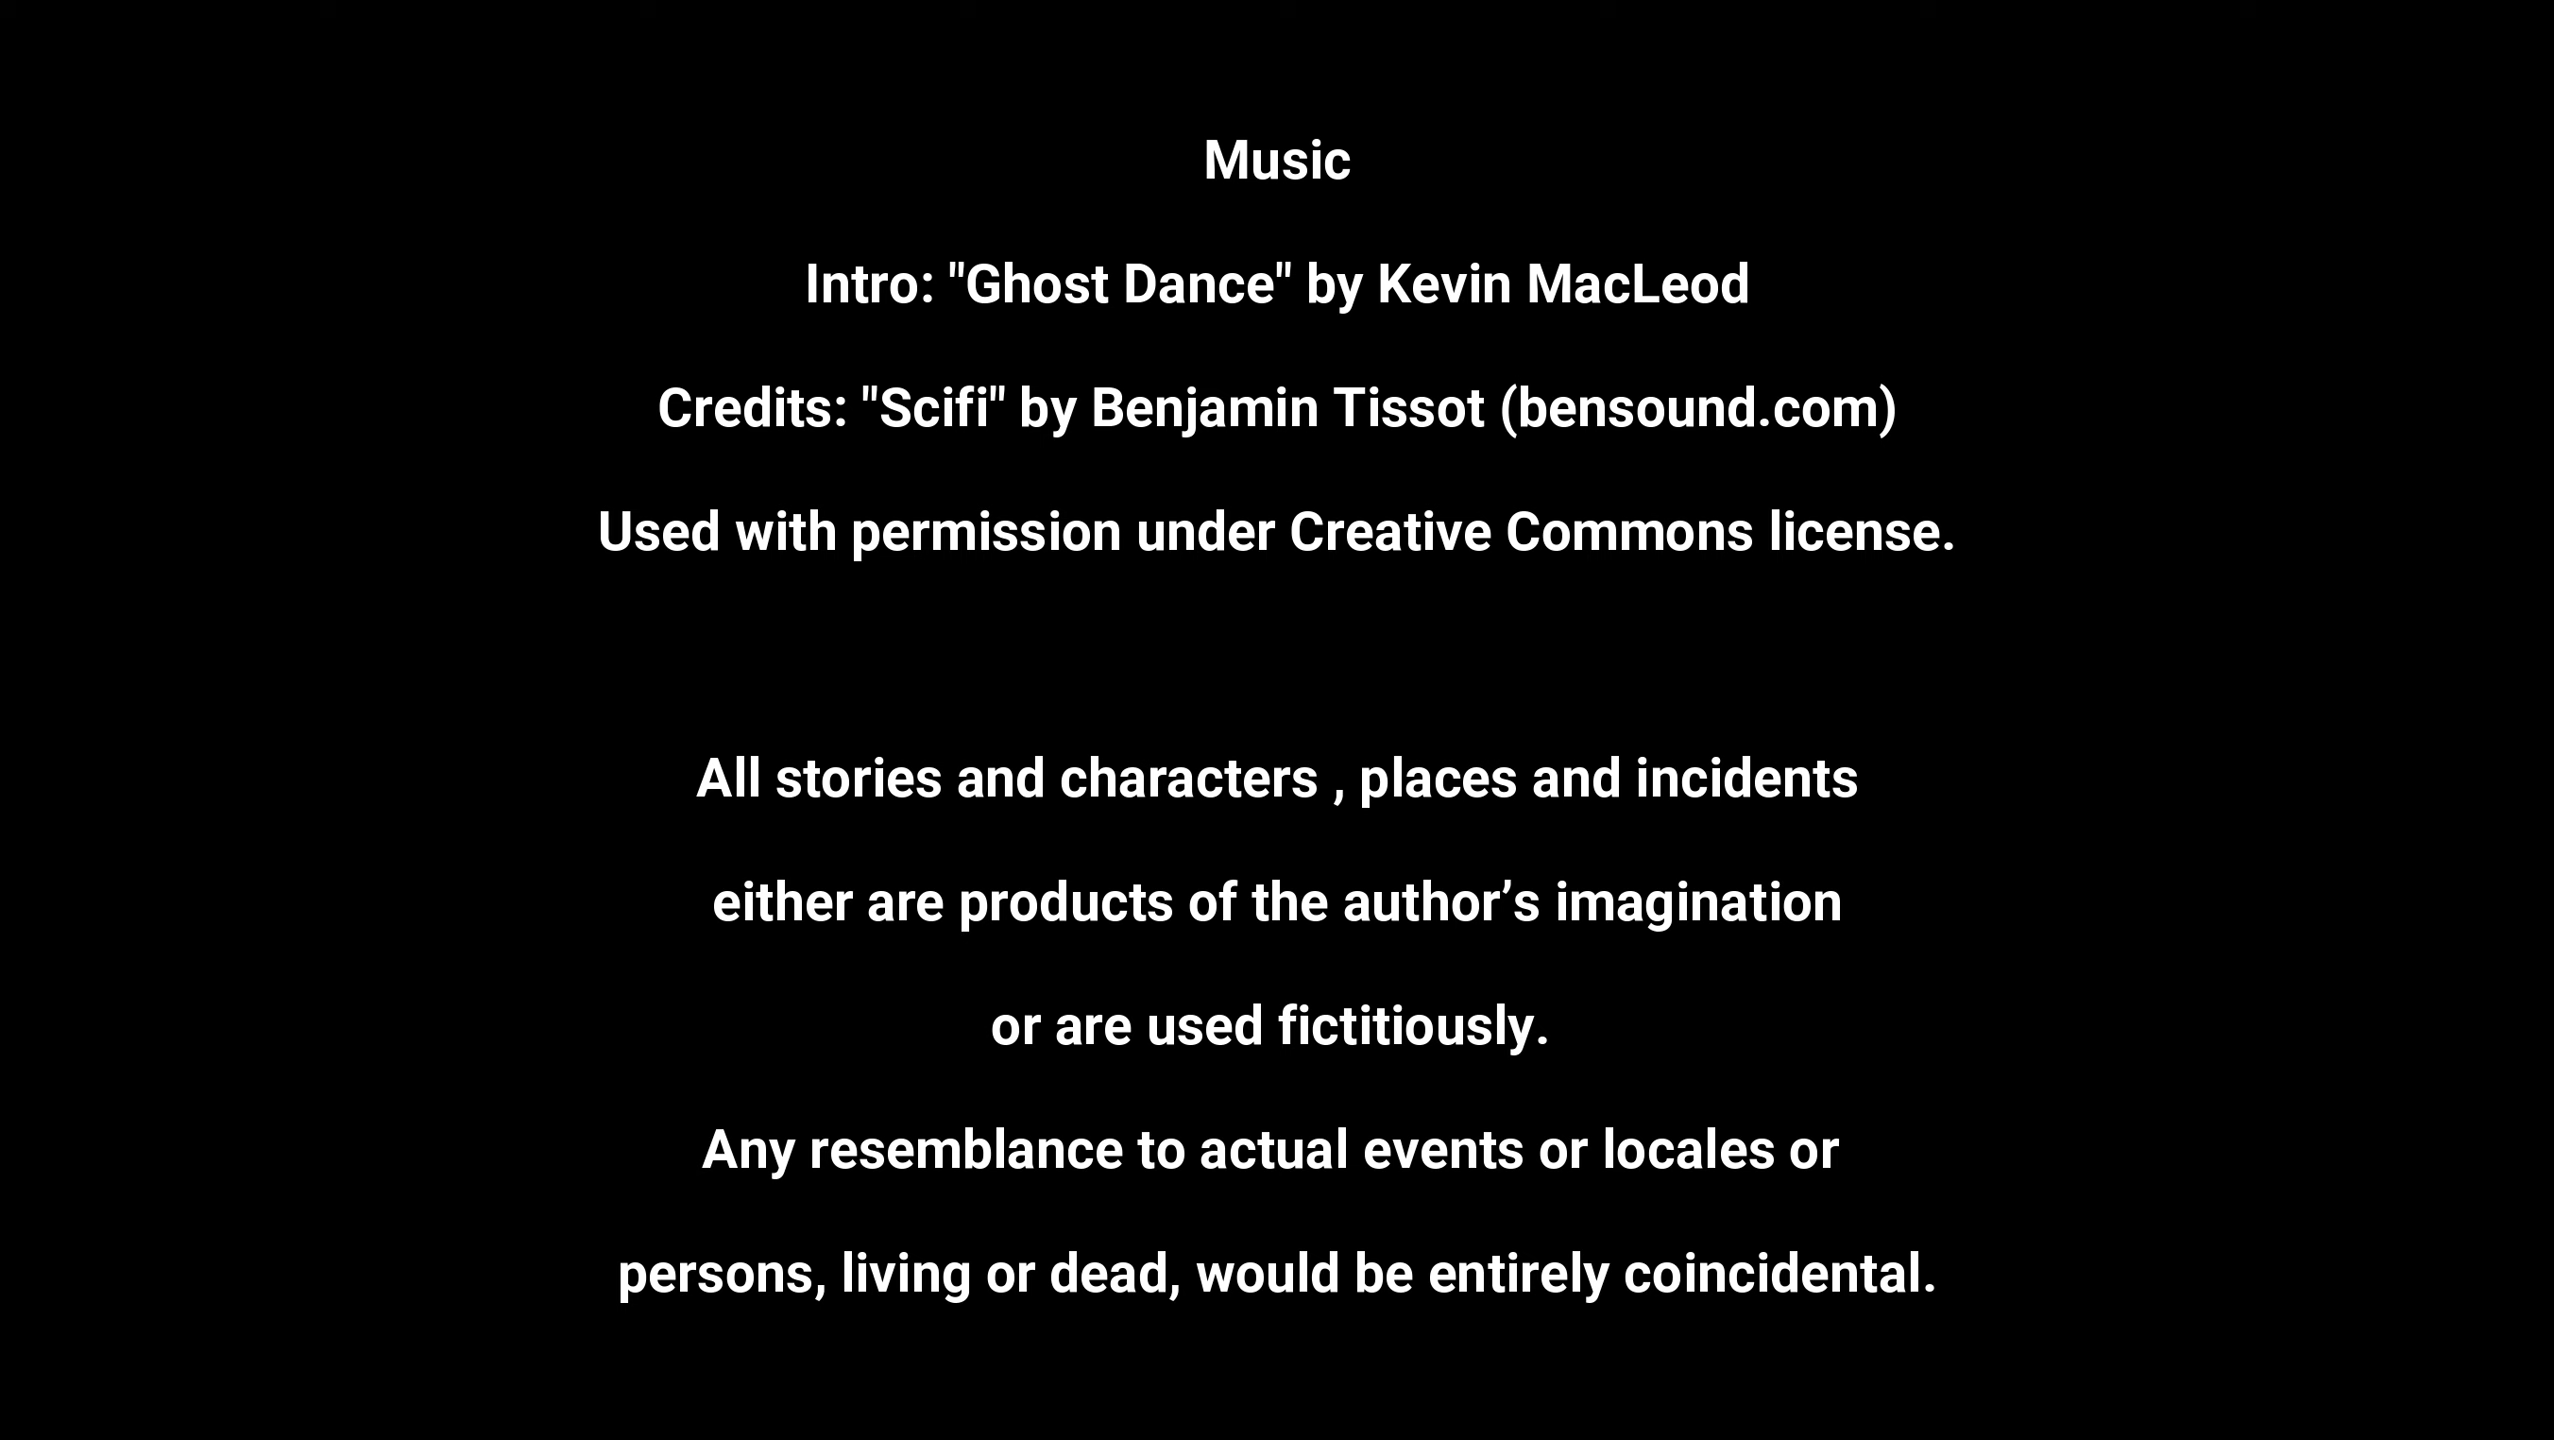 Music
Intro: "Ghost Dance" by Kevin MacLeod
Credits: "Scifi" by Benjamin Tissot (bensound.com)
Used with permission under Creative Commons license.
All stories and characters , places and incidents
either are products of the author’s imagination
or are used fictitiously.
Any resemblance to actual events or locales or
persons, living or dead, would be entirely coincidental.